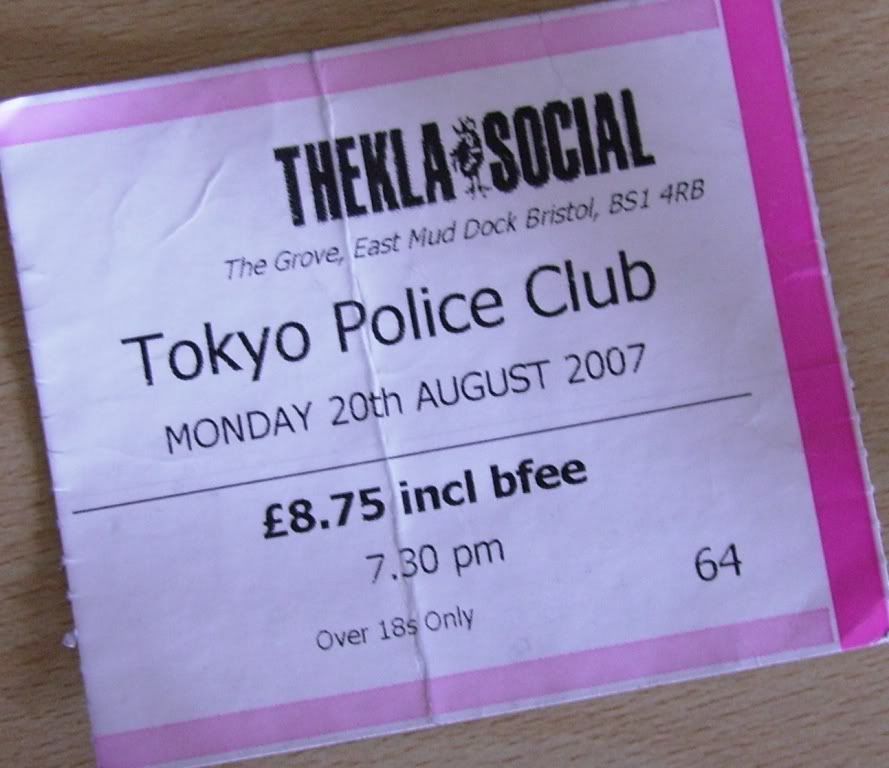 THEKLA SOCIAL
The Grove, East Mud Dock Bristol, BS1 4RB
Tokyo Police Club
MONDAY 20th AUGUST 2007
£8.75 incl bfee
7.30 pm
64
Over 18s Only